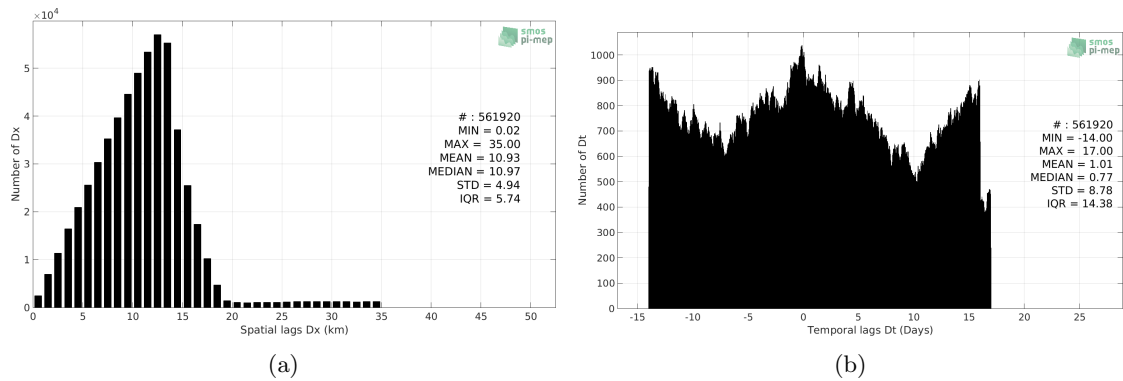 ×10⁴
smos
pi-mep
5
4
3
2
1
0
Number of Dx
# : 561920
MIN = 0.02
MAX = 35.00
MEAN = 10.93
MEDIAN = 10.97
STD = 4.94
IQR = 5.74
0 5 10 15 20 25 30 35 40 45 50
Spatial lags Dx (km)
(a)
smos
pi-mep
1000
900
800
700
600
500
400
300
200
100
0
Number of Dt
# : 561920
MIN = -14.00
MAX = 17.00
MEAN = 1.01
MEDIAN = 0.77
STD = 8.78
IQR = 14.38
-15 -10 -5 0 5 10 15 20 25
Temporal lags Dt (Days)
(b)